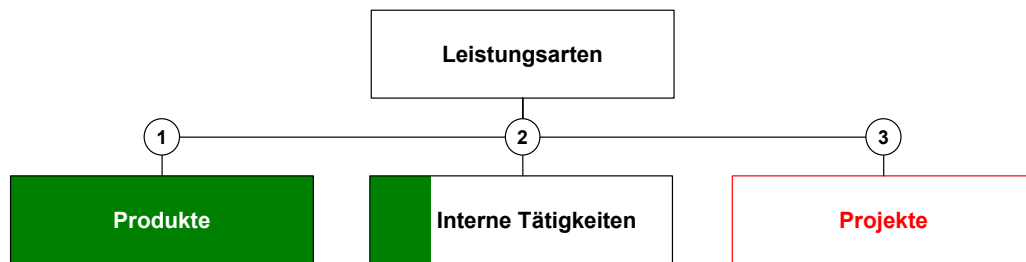 Leistungsarten
1
2
3
Produkte
Interne Tätigkeiten
Projekte